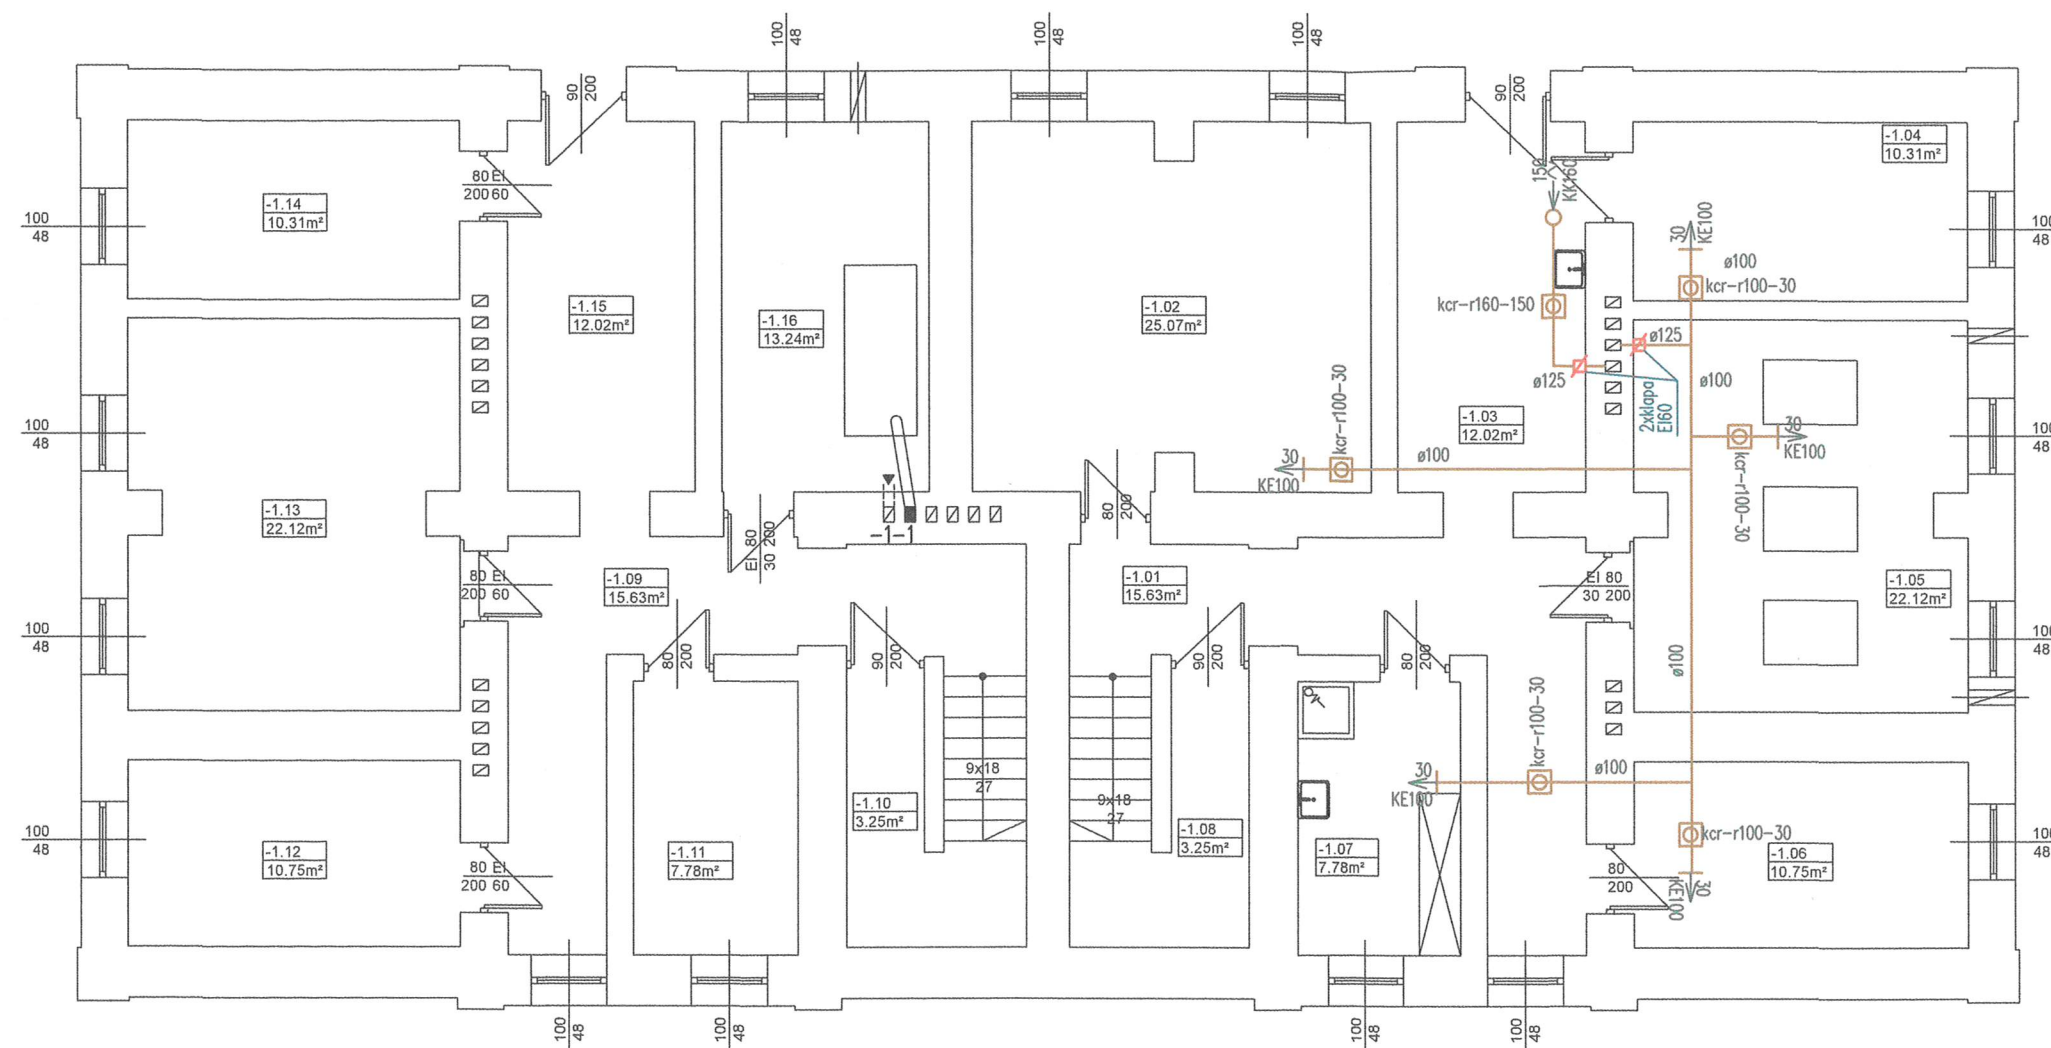 100
48
100
48
100
48
90
200
90
200
-1.04
10.31m²
80 EI
200 60
-1.14
10.31m²
150
KK160
100
48
30
KE100
100
48
ø100
kcr-r100-30
-1.15
12.02m²
-1.16
13.24m²
-1.02
25.07m²
kcr-r160-150
ø125
ø125
ø100
2xklapa
EI60
kcr-r100-30
-1.03
12.02m²
100
48
30
KE100
kcr-r100-30
100
48
30
KE100
ø100
-1.13
22.12m²
80
200
1
1
EI 80
30 200
80 EI
200 60
-1.09
15.63m²
-1.01
15.63m²
EI 80
30 200
-1.05
22.12m²
100
48
80
200
90
200
90
200
80
200
100
48
ø100
kcr-r100-30
9x18
27
9x18
27
30
KE100
ø100
-1.10
3.25m²
-1.08
3.25m²
100
48
kcr-r100-30
100
48
-1.12
10.75m²
-1.11
7.78m²
-1.07
7.78m²
-1.06
10.75m²
80 EI
200 60
80
200
30
KE100
100
48
100
48
100
48
100
48